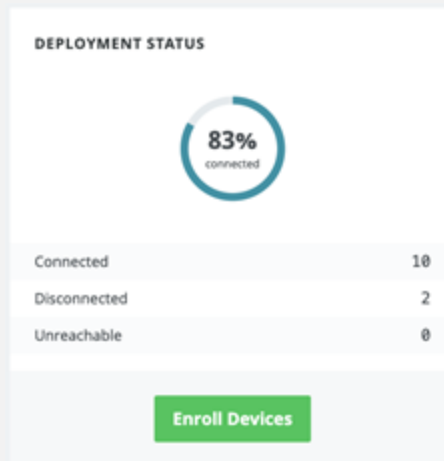 DEPLOYMENT STATUS
83%
connected
Connected 10
Disconnected 2
Unreachable 0
Enroll Devices